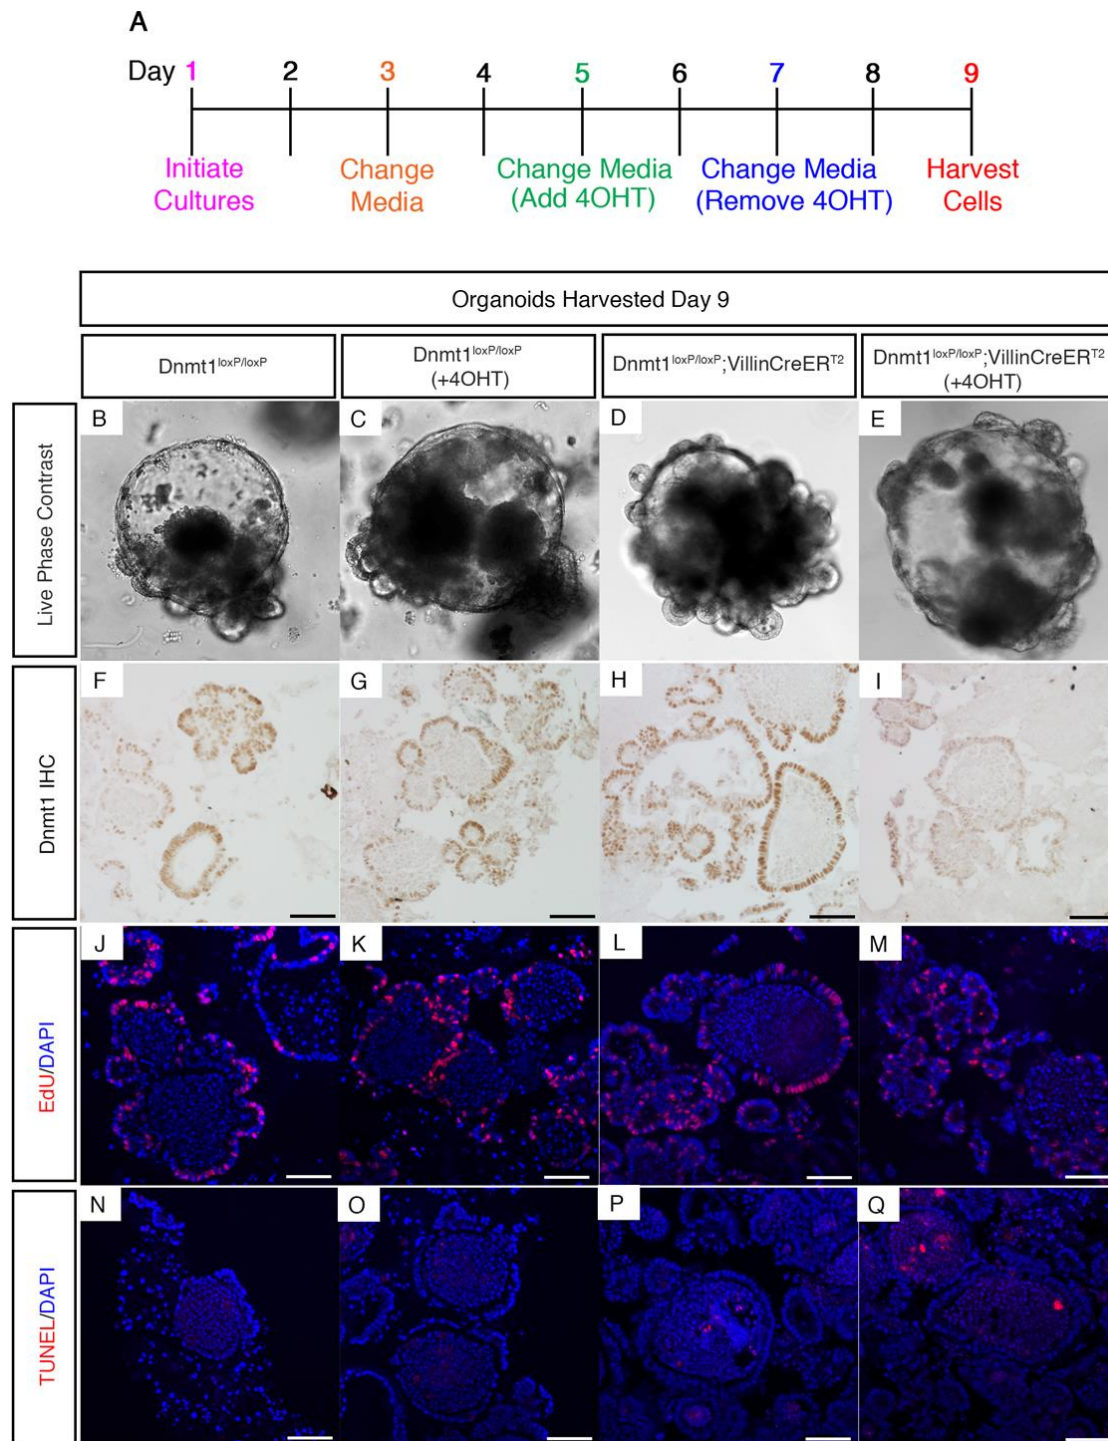 A
Day 1 2 3 4 5 6 7 8 9
Initiate
Cultures
Change
Media
Change Media
(Add 4OHT)
Change Media
(Remove 4OHT)
Harvest
Cells
Organoids Harvested Day 9
Dnmt1loxP/loxP
Dnmt1loxP/loxP
(+4OHT)
Dnmt1loxP/loxP;VillinCreERT2
Dnmt1loxP/loxP;VillinCreERT2
(+4OHT)
Live Phase Contrast
B
C
D
E
Dnmt1 IHC
F
G
H
I
EdU/DAPI
J
K
L
M
TUNEL/DAPI
N
O
P
Q